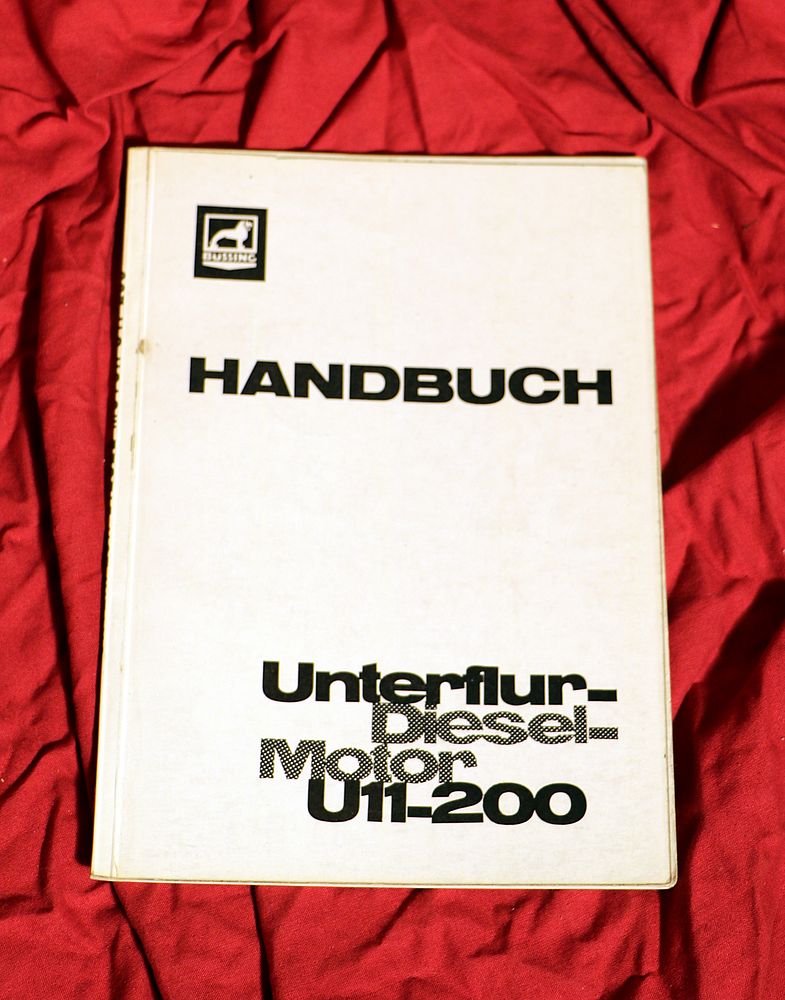 BÜSSING
HANDBUCH
Unterflur-
Diesel-
Motor
U11-200